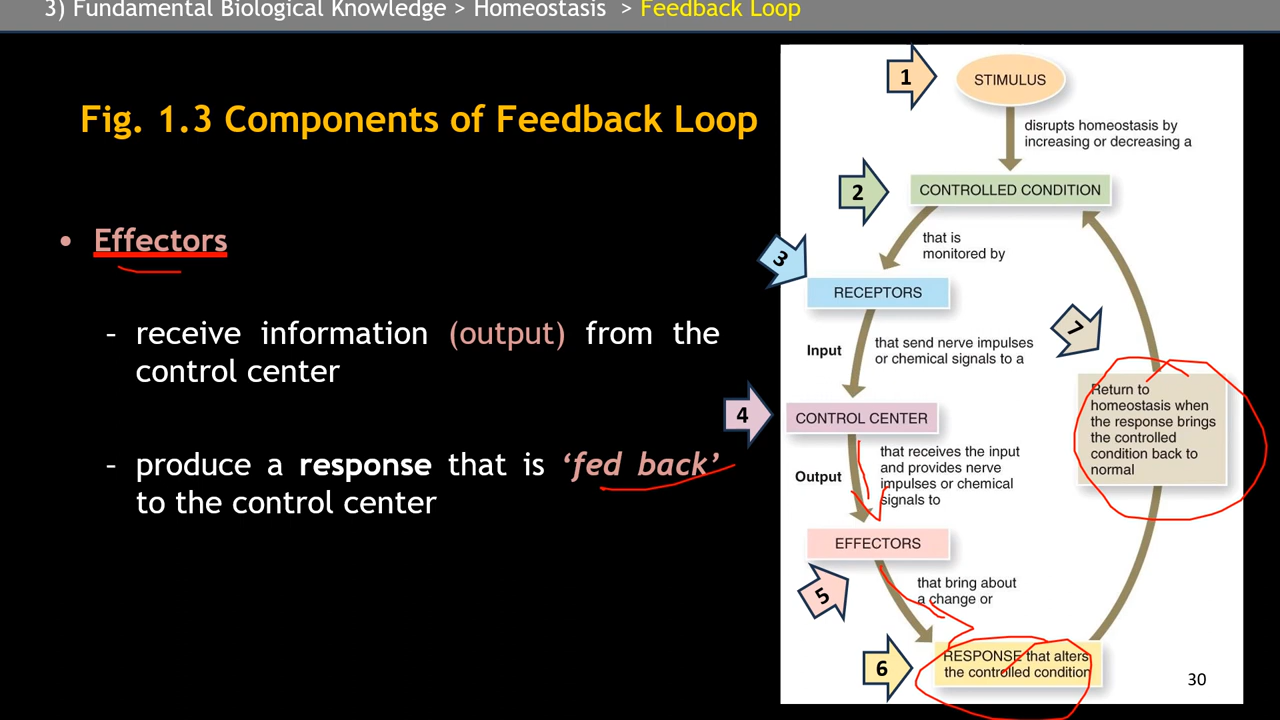 3) Fundamental Biological Knowledge > Homeostasis > Feedback Loop
Fig. 1.3 Components of Feedback Loop
• Effectors
– receive information (output) from the
control center
– produce a response that is ‘fed back’
to the control center
1
STIMULUS
disrupts homeostasis by
increasing or decreasing a
2
CONTROLLED CONDITION
that is
monitored by
3
RECEPTORS
Input
that send nerve impulses
or chemical signals to a
4
CONTROL CENTER
Output
that receives the input
and provides nerve
impulses or chemical
signals to
EFFECTORS
5
that bring about
a change or
6
RESPONSE that alters
the controlled condition
7
Return to
homeostasis when
the response brings
the controlled
condition back to
normal
30